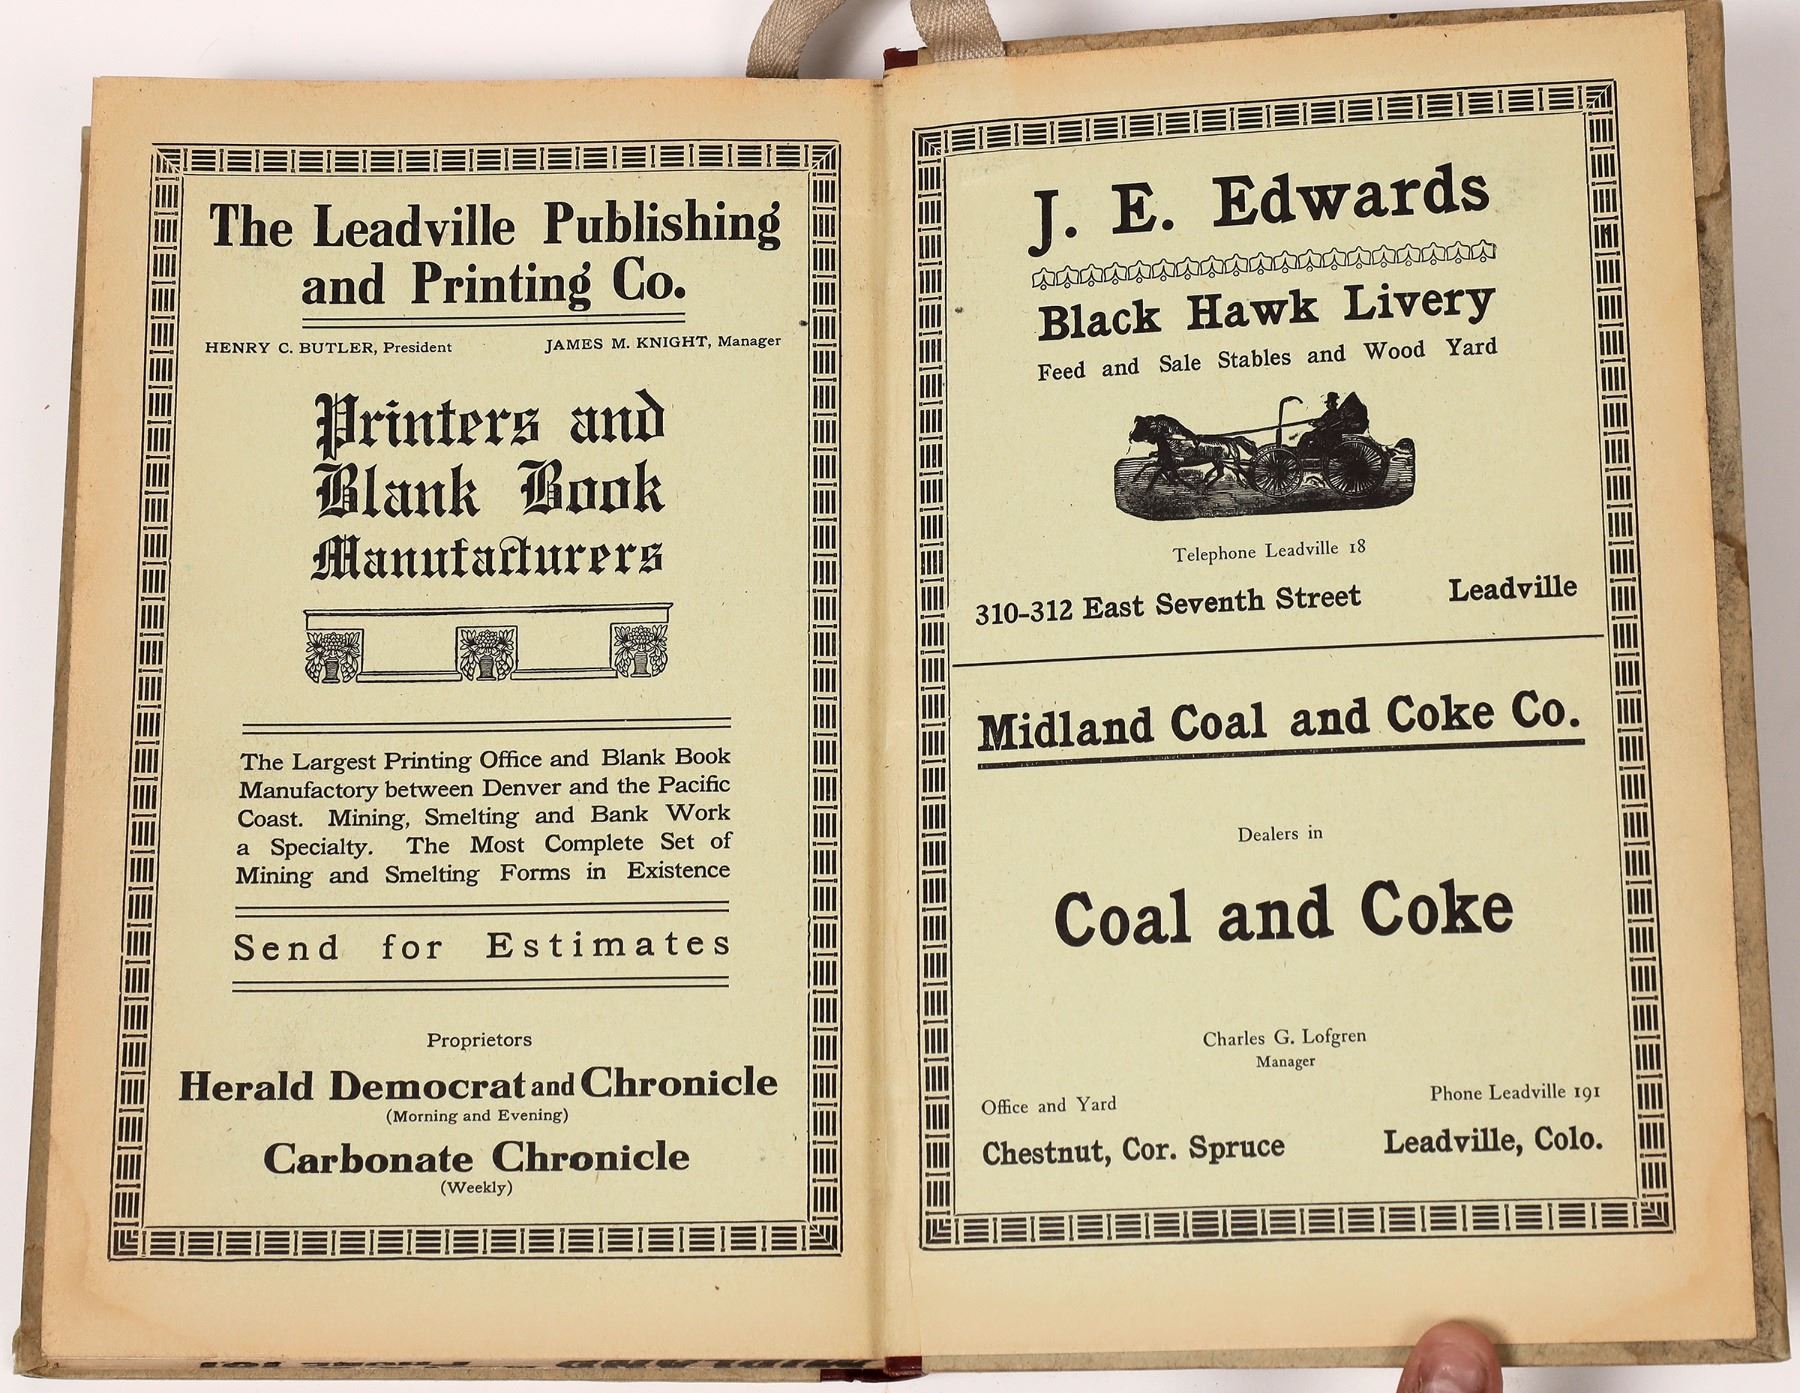 The Leadville Publishing
and Printing Co.
HENRY C. BUTLER, President
JAMES M. KNIGHT, Manager
Printers and
Blank Book
Manufacturers
The Largest Printing Office and Blank Book
Manufactory between Denver and the Pacific
Coast. Mining, Smelting and Bank Work
a Specialty. The Most Complete Set of
Mining and Smelting Forms in Existence
Send for Estimates
Proprietors
Herald Democrat and Chronicle
(Morning and Evening)
Carbonate Chronicle
(Weekly)
J. E. Edwards
Black Hawk Livery
Feed and Sale Stables and Wood Yard
Telephone Leadville 18
310-312 East Seventh Street Leadville
Midland Coal and Coke Co.
Dealers in
Coal and Coke
Charles G. Lofgren
Manager
Office and Yard
Phone Leadville 191
Chestnut, Cor. Spruce
Leadville, Colo.